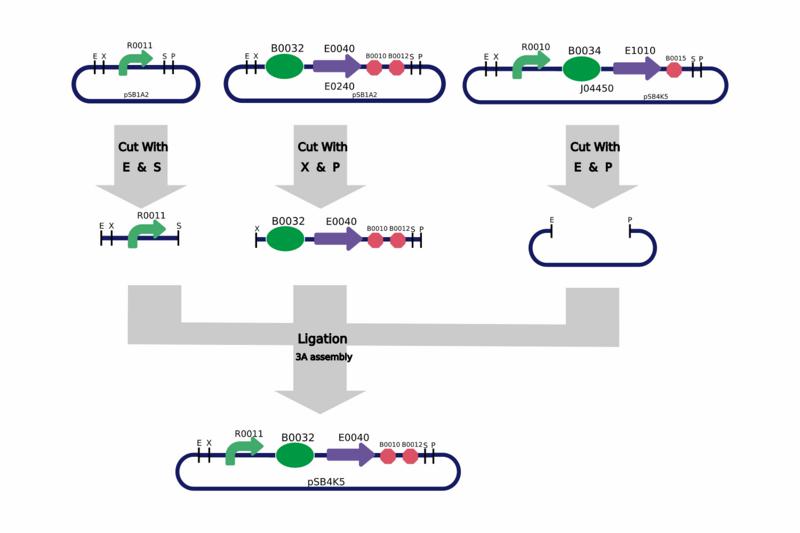 R0011
E X S P
pSB1A2
B0032 E0040
E X B0010 B0012 S P
E0240
pSB1A2
R0010 B0034 E1010
E X B0015 S P
J04450
pSB4K5
Cut With
E & S
Cut With
X & P
Cut With
E & P
R0011
E X S
B0032 E0040
X B0010 B0012 S P
E P
Ligation
3A assembly
R0011 B0032 E0040
E X B0010 B0012 S P
pSB4K5